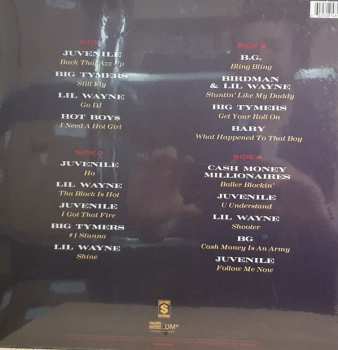 JUVENILE
Back That Azz Up
BIG TYMERS
Still Fly
LIL WAYNE
Go DJ
HOT BOYS
I Need A Hot Girl
B.G.
Bling Bling
BIRDMAN
& LIL WAYNE
Stuntin' Like My Daddy
BIG TYMERS
Get Your Roll On
BABY
What Happened To That Boy
JUVENILE
Ha
LIL WAYNE
Tha Block Is Hot
JUVENILE
I Got That Fire
BIG TYMERS
#1 Stunna
LIL WAYNE
Shine
CASH MONEY
MILLIONAIRES
Baller Blockin'
JUVENILE
U Understand
LIL WAYNE
Shooter
BG
Cash Money Is An Army
JUVENILE
Follow Me Now